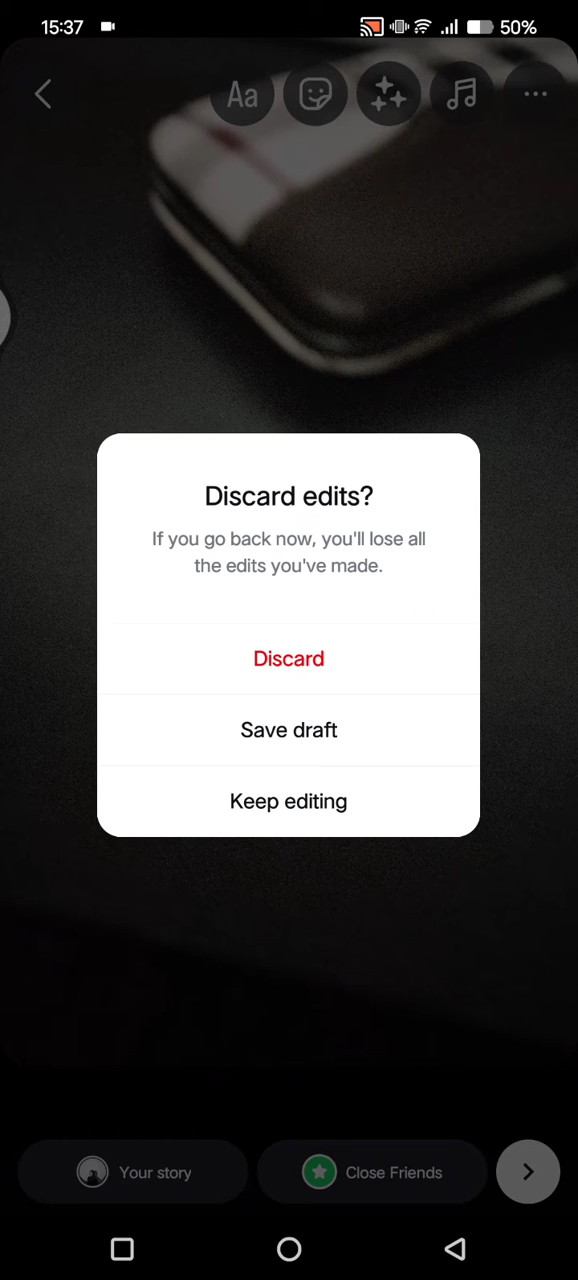 15:37 50%
Aa
Discard edits?
If you go back now, you'll lose all
the edits you've made.
Discard
Save draft
Keep editing
Your story Close Friends